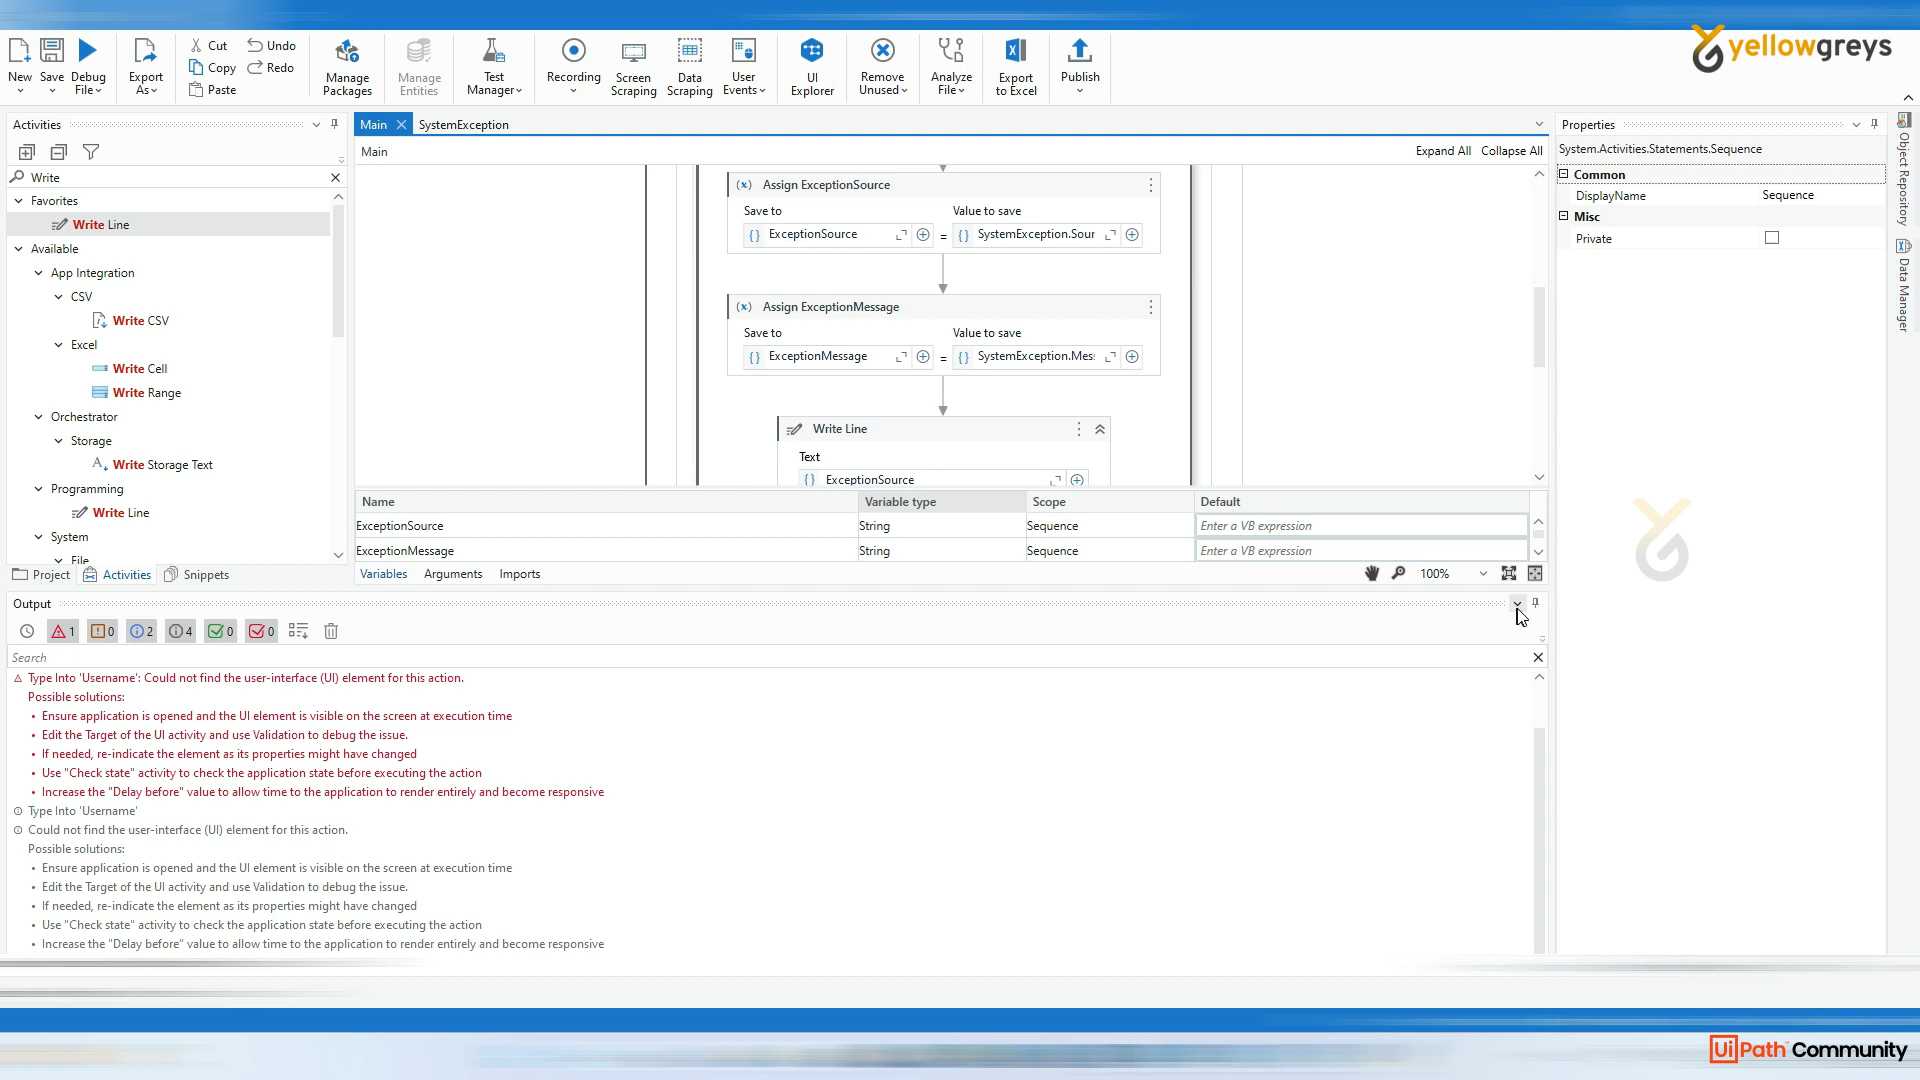 yellowgreys
New
Save
Debug File
Export As
Cut
Copy
Paste
Undo
Redo
Manage Packages
Manage Entities
Test Manager
Recording
Screen Scraping
Data Scraping
User Events
UI Explorer
Remove Unused
Analyze File
Export to Excel
Publish
Activities
Write
Favorites
Write Line
Available
App Integration
CSV
Write CSV
Excel
Write Cell
Write Range
Orchestrator
Storage
Write Storage Text
Programming
Write Line
System
File
Project
Activities
Snippets
Main
SystemException
Main
Expand All
Collapse All
Assign ExceptionSource
Save to
Value to save
ExceptionSource
=
SystemException.Sour
Assign ExceptionMessage
Save to
Value to save
ExceptionMessage
=
SystemException.Mes
Write Line
Text
ExceptionSource
Name
Variable type
Scope
Default
ExceptionSource
String
Sequence
Enter a VB expression
ExceptionMessage
String
Sequence
Enter a VB expression
Variables
Arguments
Imports
100%
Properties
System.Activities.Statements.Sequence
Common
DisplayName
Sequence
Misc
Private
Object Repository
Data Manager
Output
1
0
2
4
0
0
Search
Type Into 'Username': Could not find the user-interface (UI) element for this action.
Possible solutions:
• Ensure application is opened and the UI element is visible on the screen at execution time
• Edit the Target of the UI activity and use Validation to debug the issue.
• If needed, re-indicate the element as its properties might have changed
• Use "Check state" activity to check the application state before executing the action
• Increase the "Delay before" value to allow time to the application to render entirely and become responsive
Type Into 'Username'
Could not find the user-interface (UI) element for this action.
Possible solutions:
• Ensure application is opened and the UI element is visible on the screen at execution time
• Edit the Target of the UI activity and use Validation to debug the issue.
• If needed, re-indicate the element as its properties might have changed
• Use "Check state" activity to check the application state before executing the action
• Increase the "Delay before" value to allow time to the application to render entirely and become responsive
UiPath Community